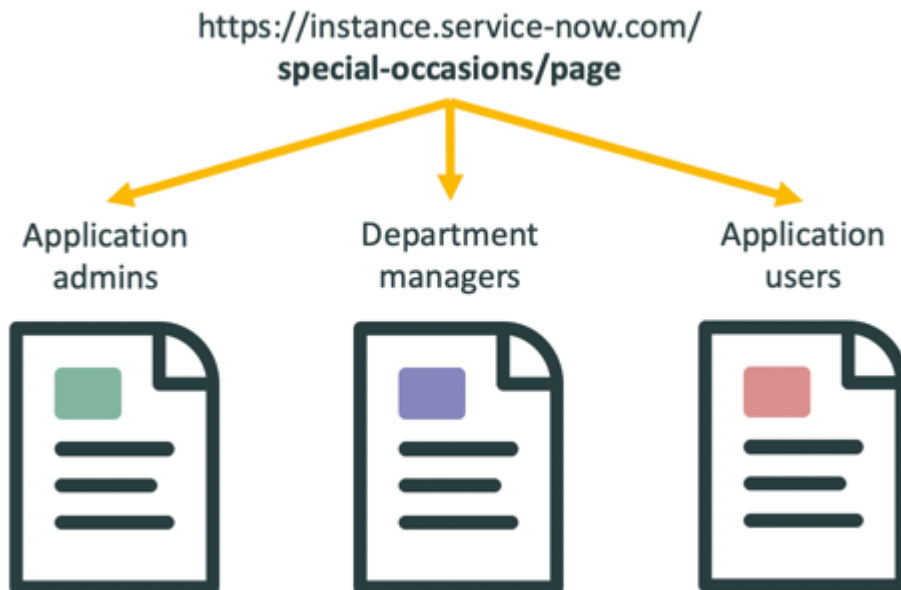 https://instance.service-now.com/
special-occasions/page
Application
admins
Department
managers
Application
users